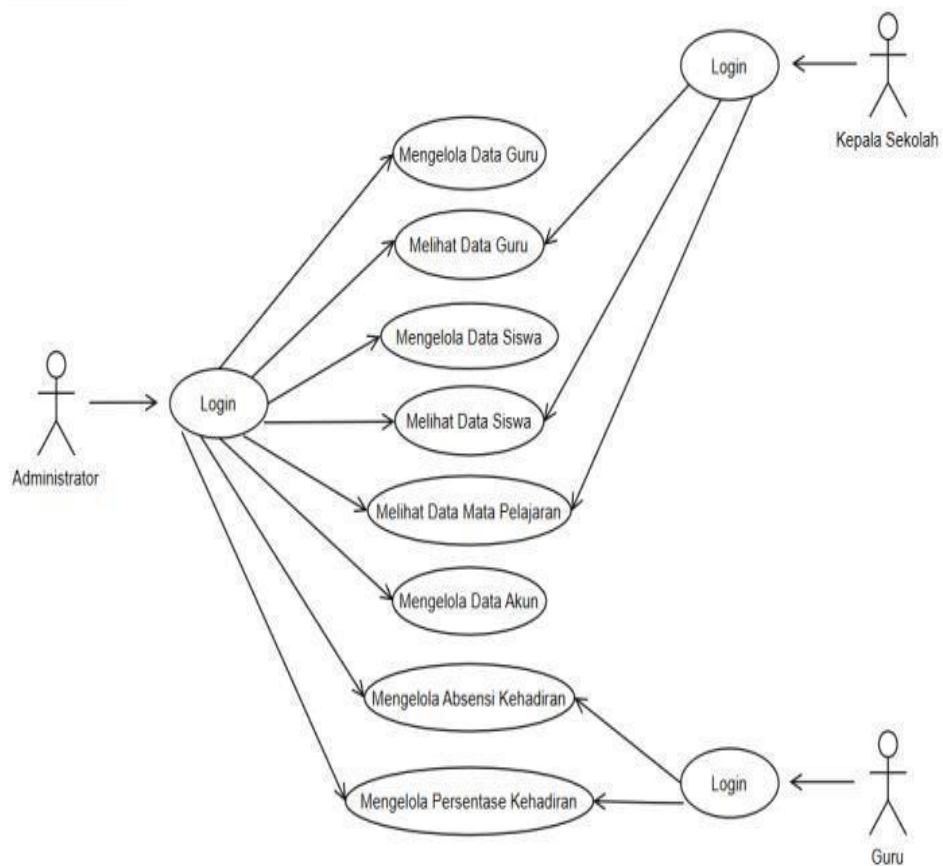 Login
Kepala Sekolah
Mengelola Data Guru
Melihat Data Guru
Mengelola Data Siswa
Login
Melihat Data Siswa
Administrator
Melihat Data Mata Pelajaran
Mengelola Data Akun
Mengelola Absensi Kehadiran
Login
Mengelola Persentase Kehadiran
Guru